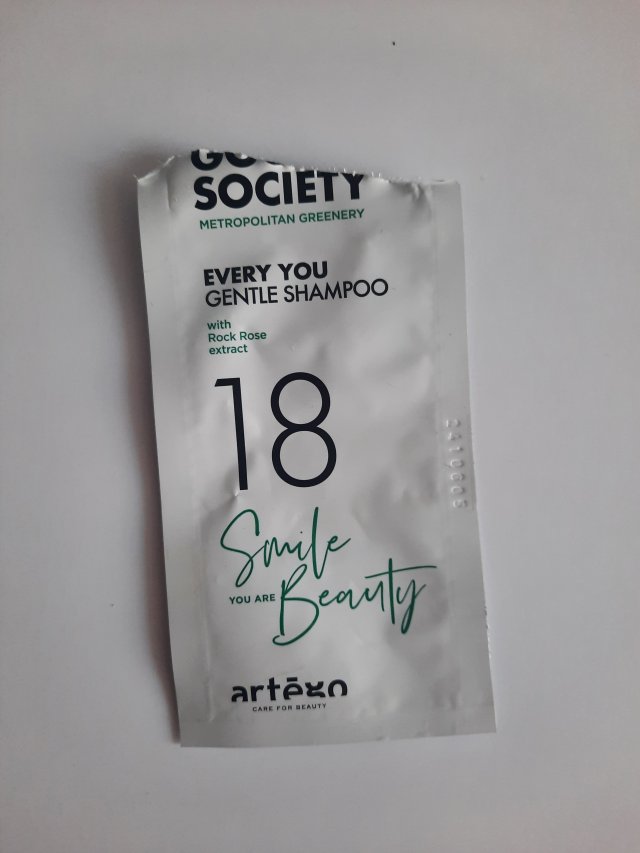 SOCIETY
METROPOLITAN GREENERY
EVERY YOU
GENTLE SHAMPOO
with
Rock Rose
extract
18
Smile
YOU ARE Beauty
artēgo
CARE FOR BEAUTY